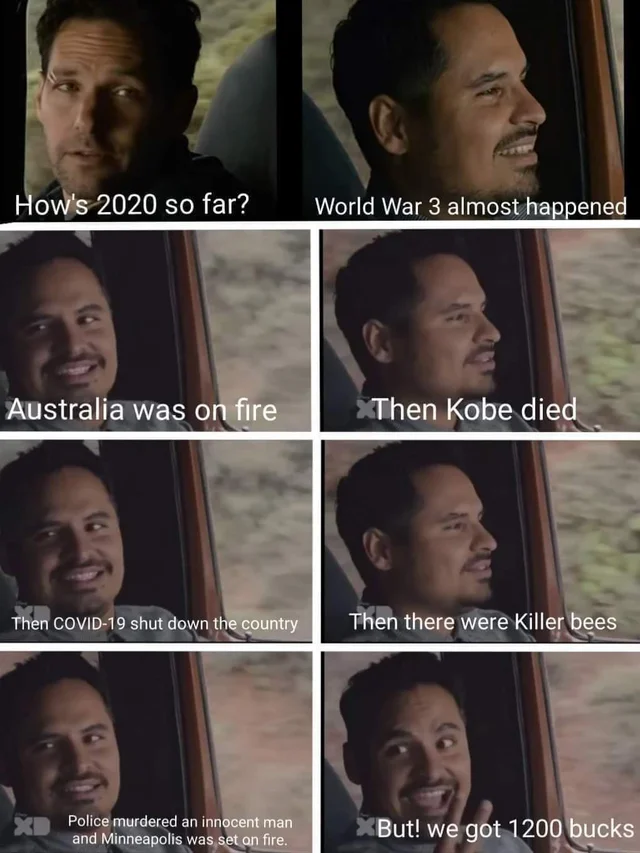 How's 2020 so far?
World War 3 almost happened
Australia was on fire
Then Kobe died
Then COVID-19 shut down the country
Then there were Killer bees
Police murdered an innocent man
and Minneapolis was set on fire.
But! we got 1200 bucks